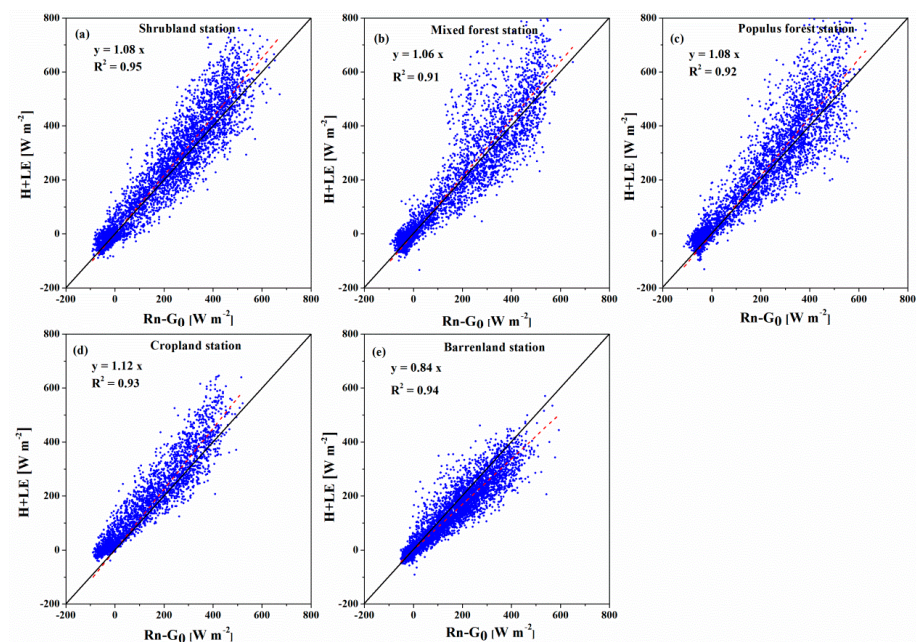 (a)
Shrubland station
y = 1.08 x
R² = 0.95
800
600
400
200
0
-200
H+LE [W m⁻²]
-200 0 200 400 600 800
Rn-G₀ [W m⁻²]
(b)
Mixed forest station
y = 1.06 x
R² = 0.91
800
600
400
200
0
-200
H+LE [W m⁻²]
-200 0 200 400 600 800
Rn-G₀ [W m⁻²]
(c)
Populus forest station
y = 1.08 x
R² = 0.92
800
600
400
200
0
-200
H+LE [W m⁻²]
-200 0 200 400 600 800
Rn-G₀ [W m⁻²]
(d)
Cropland station
y = 1.12 x
R² = 0.93
800
600
400
200
0
-200
H+LE [W m⁻²]
-200 0 200 400 600 800
Rn-G₀ [W m⁻²]
(e)
Barrenland station
y = 0.84 x
R² = 0.94
800
600
400
200
0
-200
H+LE [W m⁻²]
-200 0 200 400 600 800
Rn-G₀ [W m⁻²]